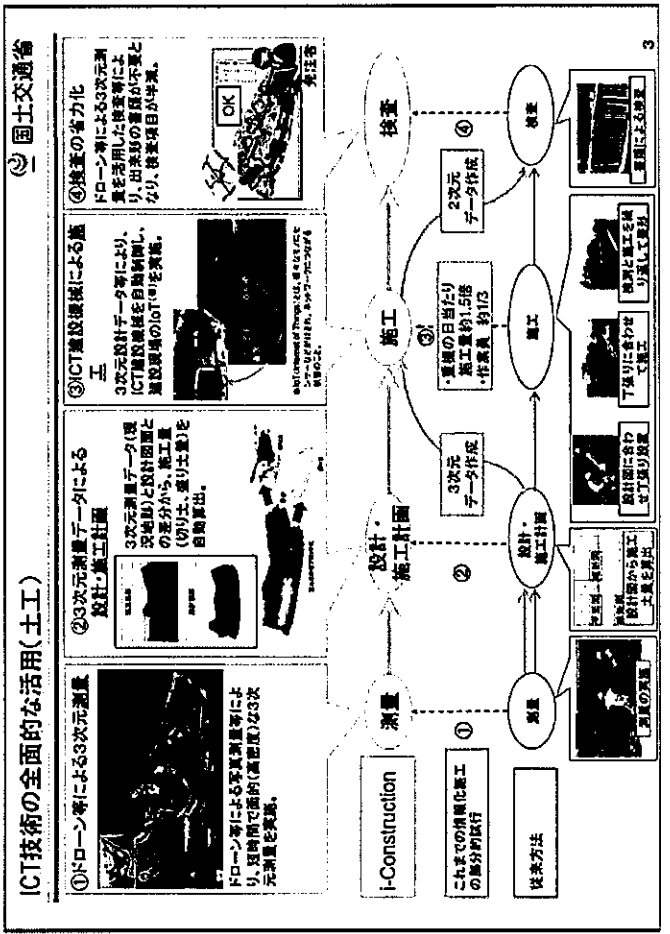 ICT技術の全面的な活用(土工)
国土交通省
①ドローン等による3次元測量
ドローン等による写真測量等によ
り、短時間で面的(高密度)な3次
元測量を実施。
②3次元測量データによる
設計・施工計画
3次元測量データ(現
況地形)と設計図面と
の差分から、施工量
(切り土、盛り土量)を
自動算出。
③ICT建設機械による施
工
3次元設計データ等により、
ICT建設機械を自動制御し、
建設現場のIoT(※)を実施。
④検査の省力化
ドローン等による3次元測
量を活用した検査等によ
り、出来形の書類が不要と
なり、検査項目が半減。
OK
発注者
i-Construction
測量
設計・
施工計画
施工
検査
これまでの情報化施工
の部分的試行
①
②
3次元
データ作成
③
・重機の日当たり
施工量約1.5倍
・作業員 約1/3
2次元
データ作成
④
従来方法
測量
設計・
施工計画
施工
検査
測量の実施
設計図から施工
土量を算出
設計図に合わ
せ丁張り設置
丁張りに合わせ
て施工
検測と施工を繰
り返して整形
書類による検査
3